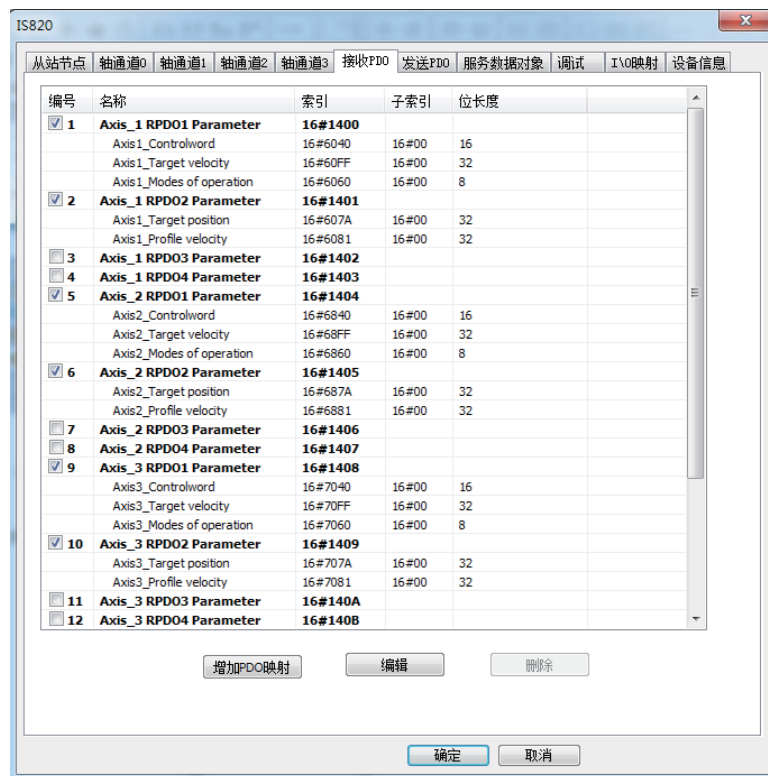 IS820
从站节点 轴通道0 轴通道1 轴通道2 轴通道3 接收PDO 发送PDO 服务数据对象 调试 I\0映射 设备信息
编号 名称 索引 子索引 位长度
1 Axis_1 RPDO1 Parameter 16#1400
Axis1_Controlword 16#6040 16#00 16
Axis1_Target velocity 16#60FF 16#00 32
Axis1_Modes of operation 16#6060 16#00 8
2 Axis_1 RPDO2 Parameter 16#1401
Axis1_Target position 16#607A 16#00 32
Axis1_Profile velocity 16#6081 16#00 32
3 Axis_1 RPDO3 Parameter 16#1402
4 Axis_1 RPDO4 Parameter 16#1403
5 Axis_2 RPDO1 Parameter 16#1404
Axis2_Controlword 16#6840 16#00 16
Axis2_Target velocity 16#68FF 16#00 32
Axis2_Modes of operation 16#6860 16#00 8
6 Axis_2 RPDO2 Parameter 16#1405
Axis2_Target position 16#687A 16#00 32
Axis2_Profile velocity 16#6881 16#00 32
7 Axis_2 RPDO3 Parameter 16#1406
8 Axis_2 RPDO4 Parameter 16#1407
9 Axis_3 RPDO1 Parameter 16#1408
Axis3_Controlword 16#7040 16#00 16
Axis3_Target velocity 16#70FF 16#00 32
Axis3_Modes of operation 16#7060 16#00 8
10 Axis_3 RPDO2 Parameter 16#1409
Axis3_Target position 16#707A 16#00 32
Axis3_Profile velocity 16#7081 16#00 32
11 Axis_3 RPDO3 Parameter 16#140A
12 Axis_3 RPDO4 Parameter 16#140B
增加PDO映射 编辑 删除
确定 取消